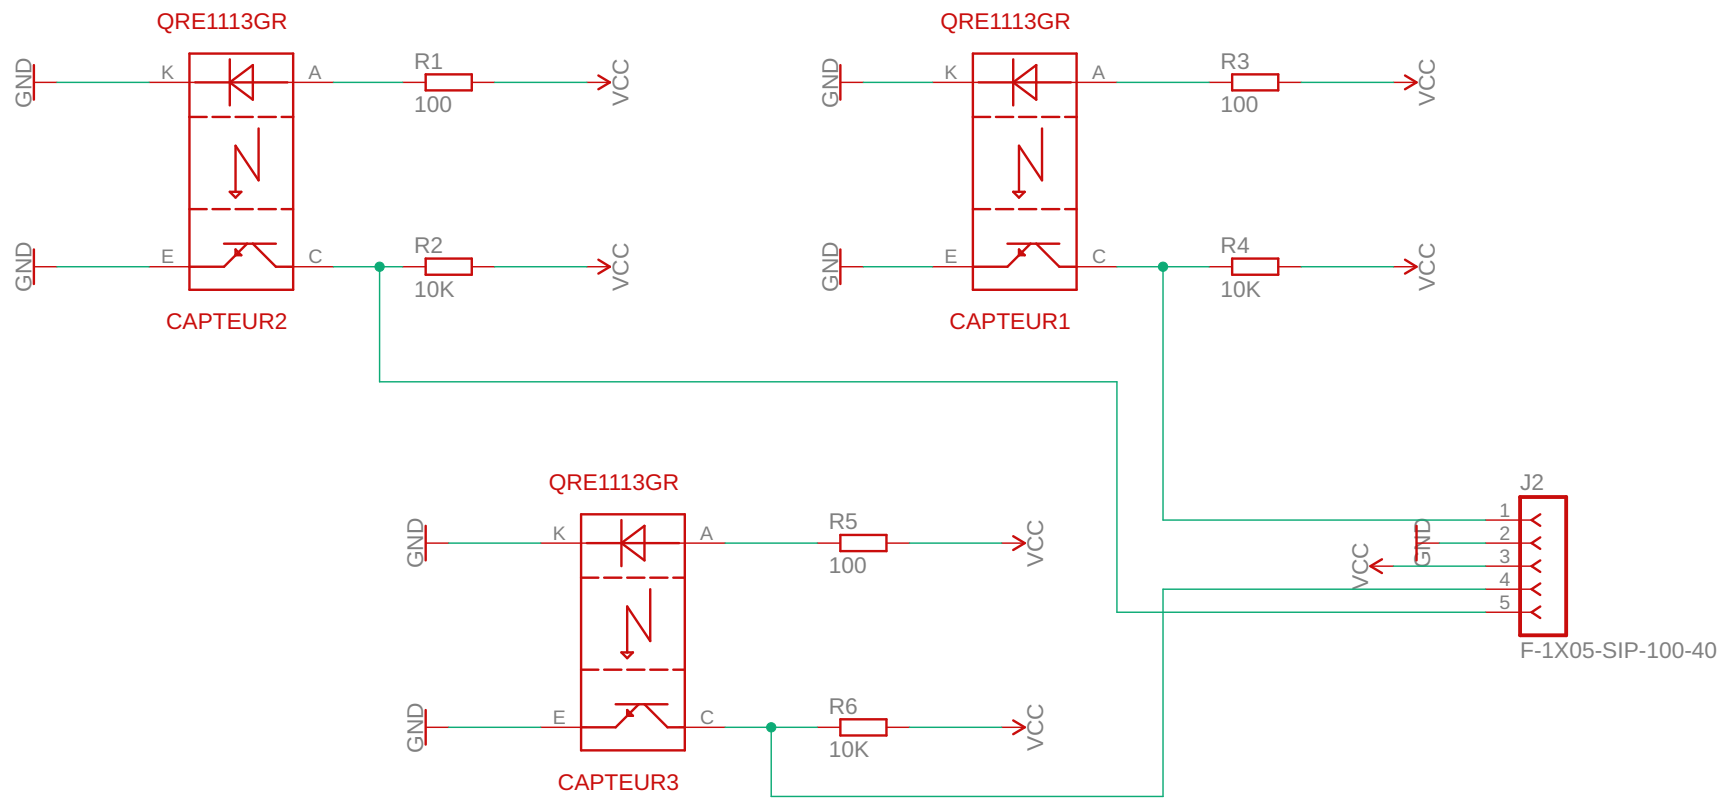 QRE1113GR
GND
K
A
R1
100
VCC
GND
E
C
R2
10K
VCC
CAPTEUR2
QRE1113GR
GND
K
A
R3
100
VCC
GND
E
C
R4
10K
VCC
CAPTEUR1
QRE1113GR
GND
K
A
R5
100
VCC
GND
E
C
R6
10K
VCC
CAPTEUR3
J2
1
GND
2
VCC
3
4
5
F-1X05-SIP-100-40